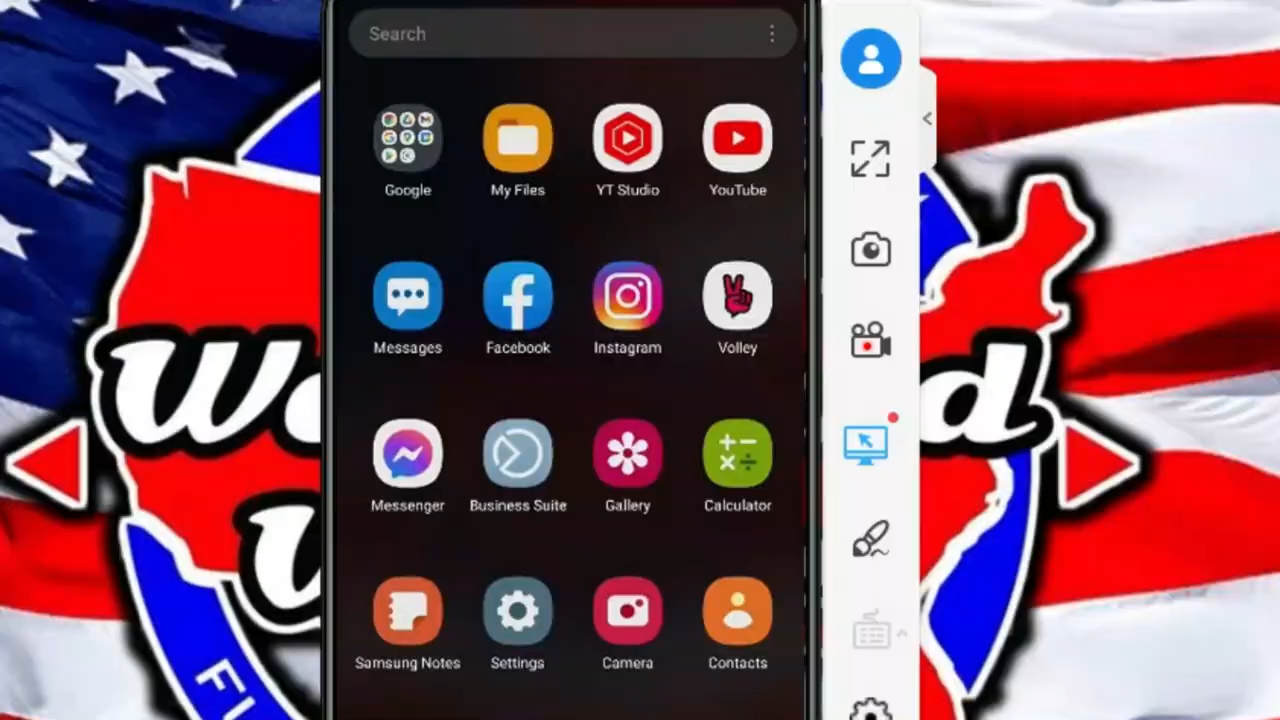 Search
Google
My Files
YT Studio
YouTube
Messages
Facebook
Instagram
Volley
Messenger
Business Suite
Gallery
Calculator
Samsung Notes
Settings
Camera
Contacts